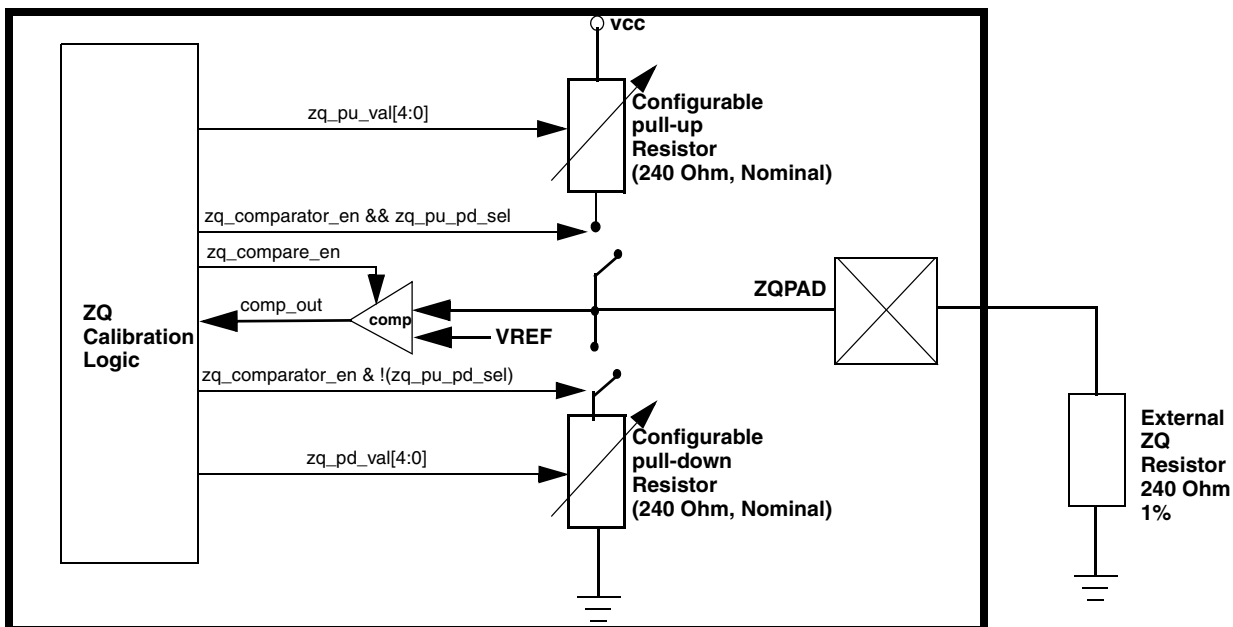 vcc
zq_pu_val[4:0]
Configurable
pull-up
Resistor
(240 Ohm, Nominal)
zq_comparator_en && zq_pu_pd_sel
zq_compare_en
ZQPAD
comp_out
comp
ZQ
Calibration
Logic
VREF
zq_comparator_en & !(zq_pu_pd_sel)
zq_pd_val[4:0]
Configurable
pull-down
Resistor
(240 Ohm, Nominal)
External
ZQ
Resistor
240 Ohm
1%